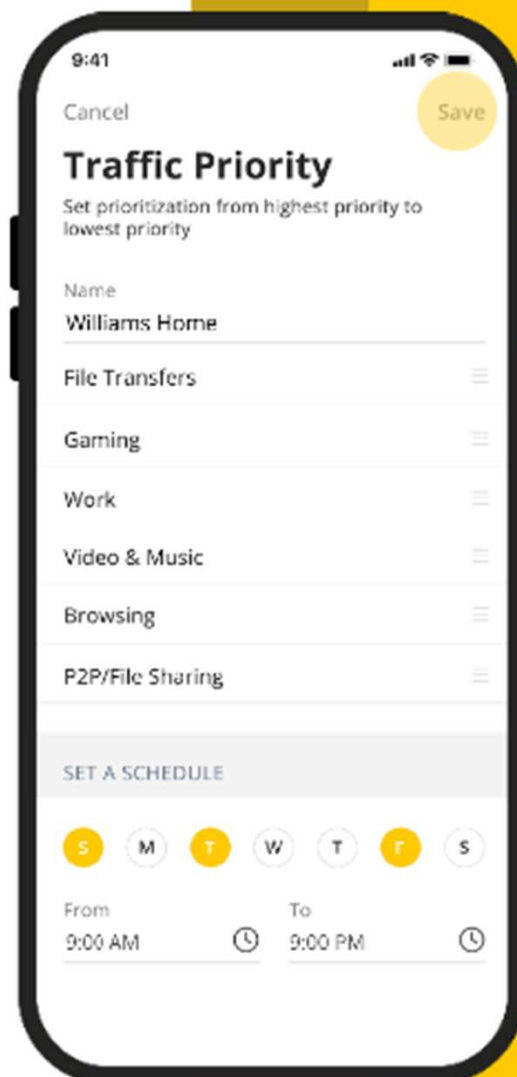 9:41
Cancel Save
Traffic Priority
Set prioritization from highest priority to
lowest priority
Name
Williams Home
File Transfers
Gaming
Work
Video & Music
Browsing
P2P/File Sharing
SET A SCHEDULE
S M T W T F S
From To
9:00 AM 9:00 PM